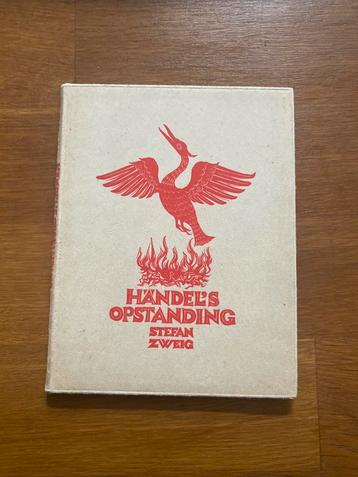 HÄNDEL'S
OPSTANDING
STEFAN
ZWEIG